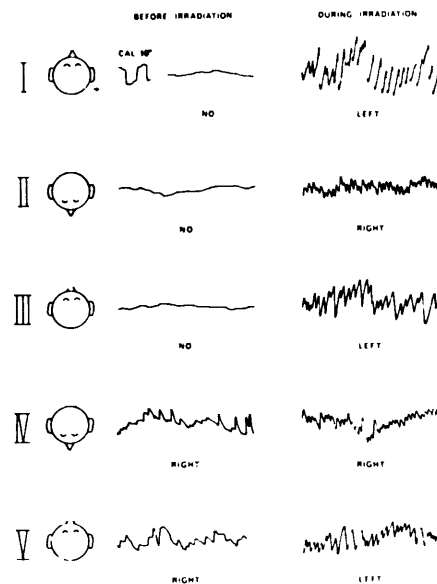 BEFORE IRRADIATION DURING IRRADIATION
I CAL 10°
NO LEFT
II
NO RIGHT
III
NO LEFT
IV
RIGHT RIGHT
V
RIGHT LEFT